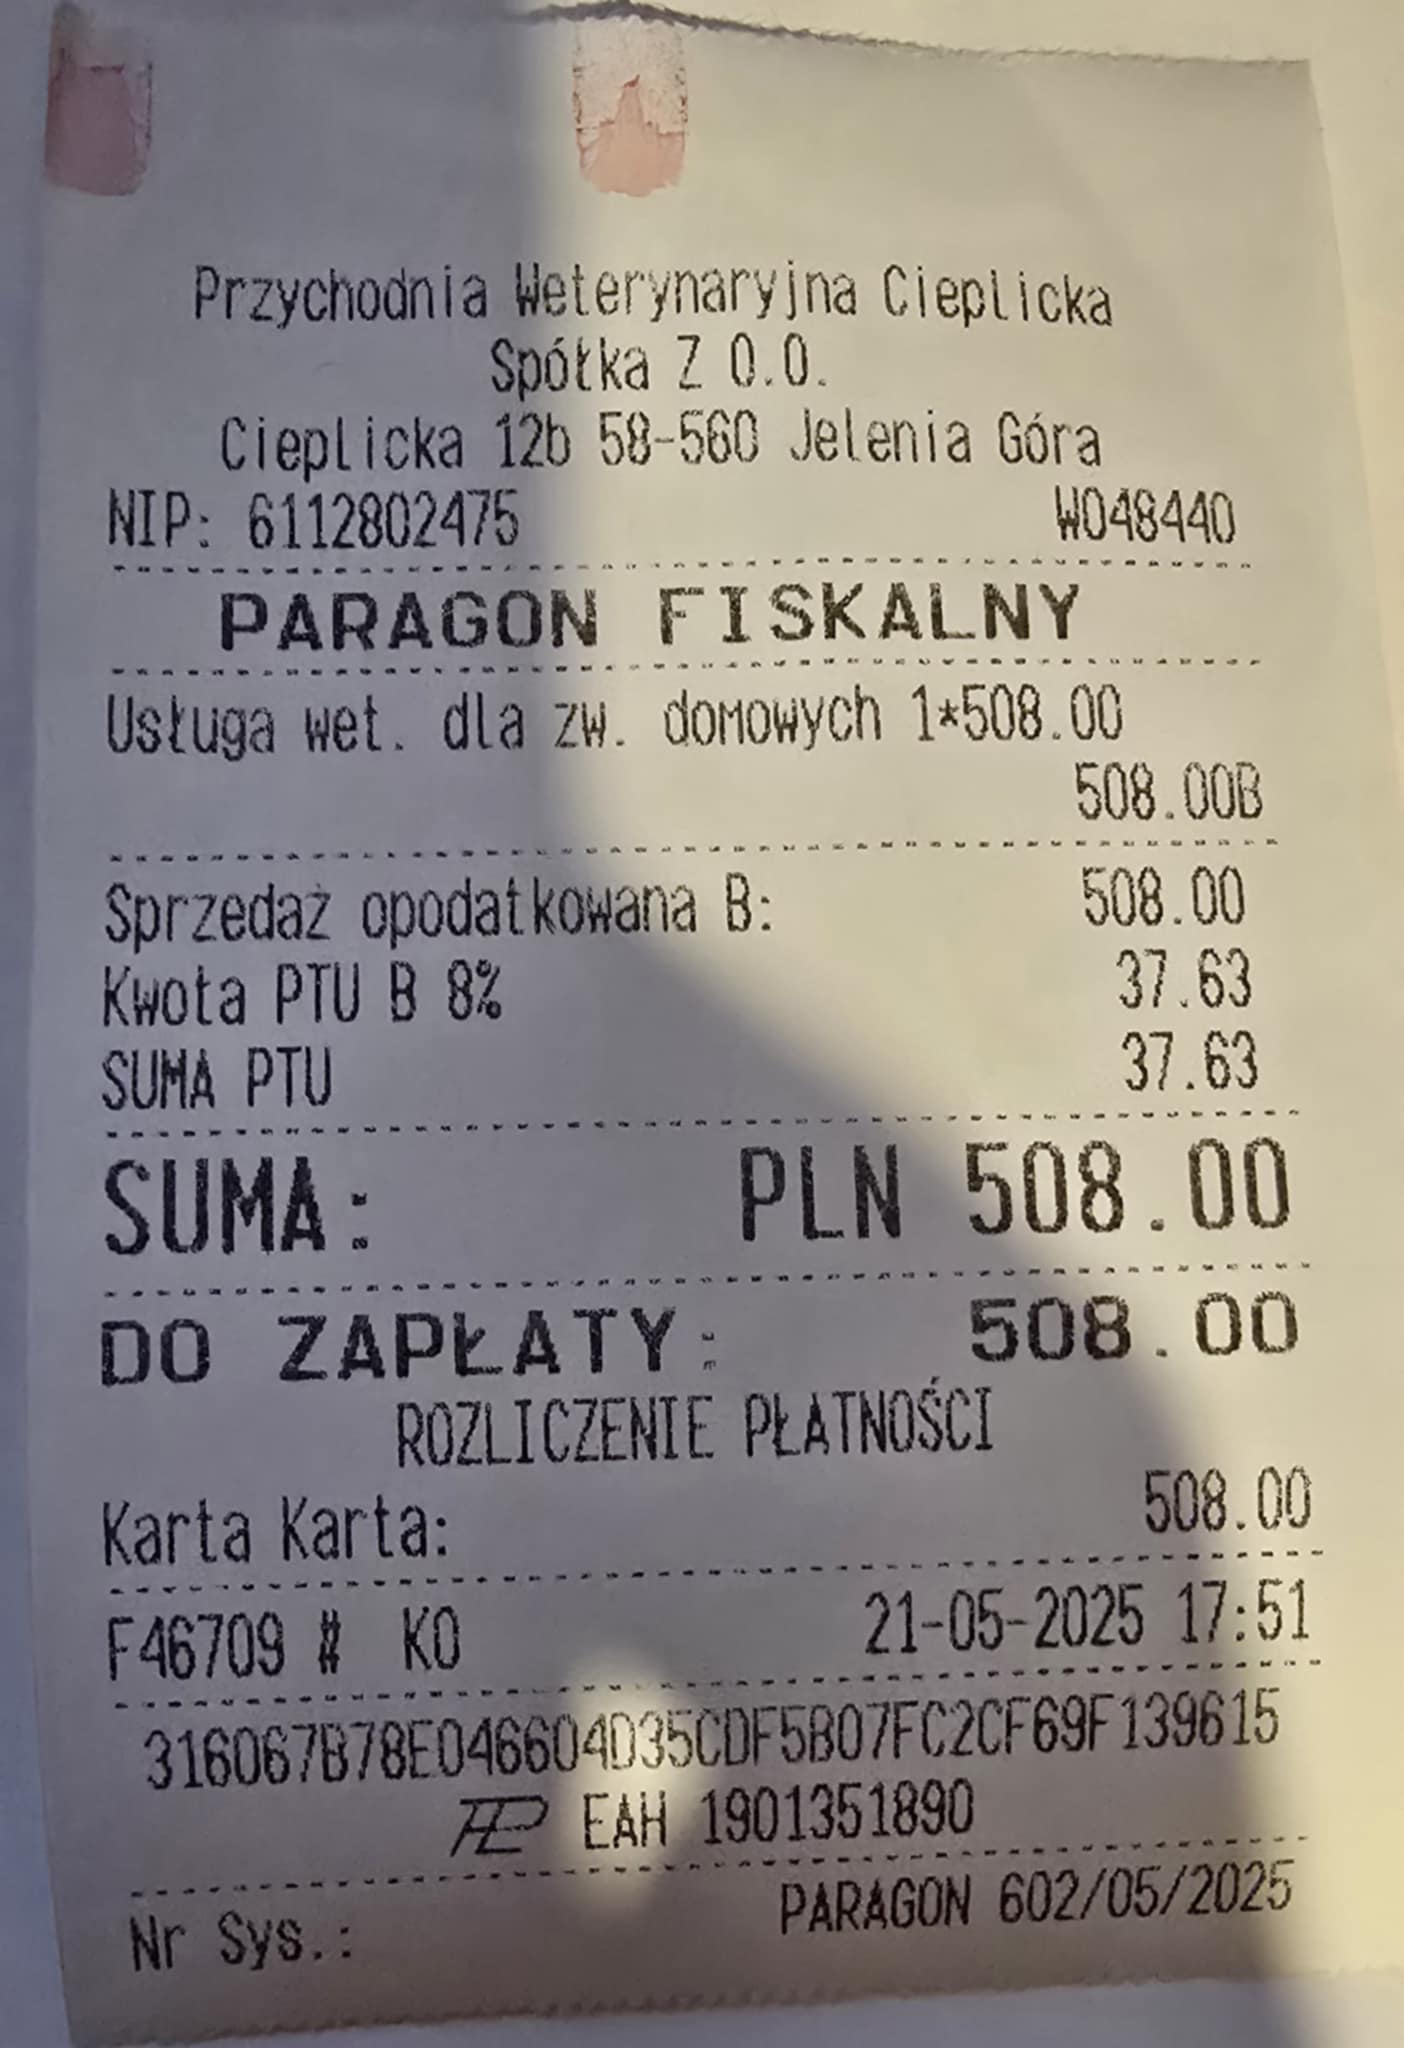 Przychodnia Weterynaryjna Cieplicka
Spółka Z O.O.
Cieplicka 12b 58-560 Jelenia Góra
NIP: 6112802475 W048440
PARAGON FISKALNY
Usługa wet. dla zw. domowych 1*508.00
508.00B
Sprzedaż opodatkowana B: 508.00
Kwota PTU B 8% 37.63
SUMA PTU 37.63
SUMA: PLN 508.00
DO ZAPŁATY: 508.00
ROZLICZENIE PŁATNOŚCI
Karta Karta: 508.00
F46709 # KO 21-05-2025 17:51
316067B78E046604D35CDF5B07FC2CF69F139615
PL EAH 1901351890
PARAGON 602/05/2025
Nr Sys.: